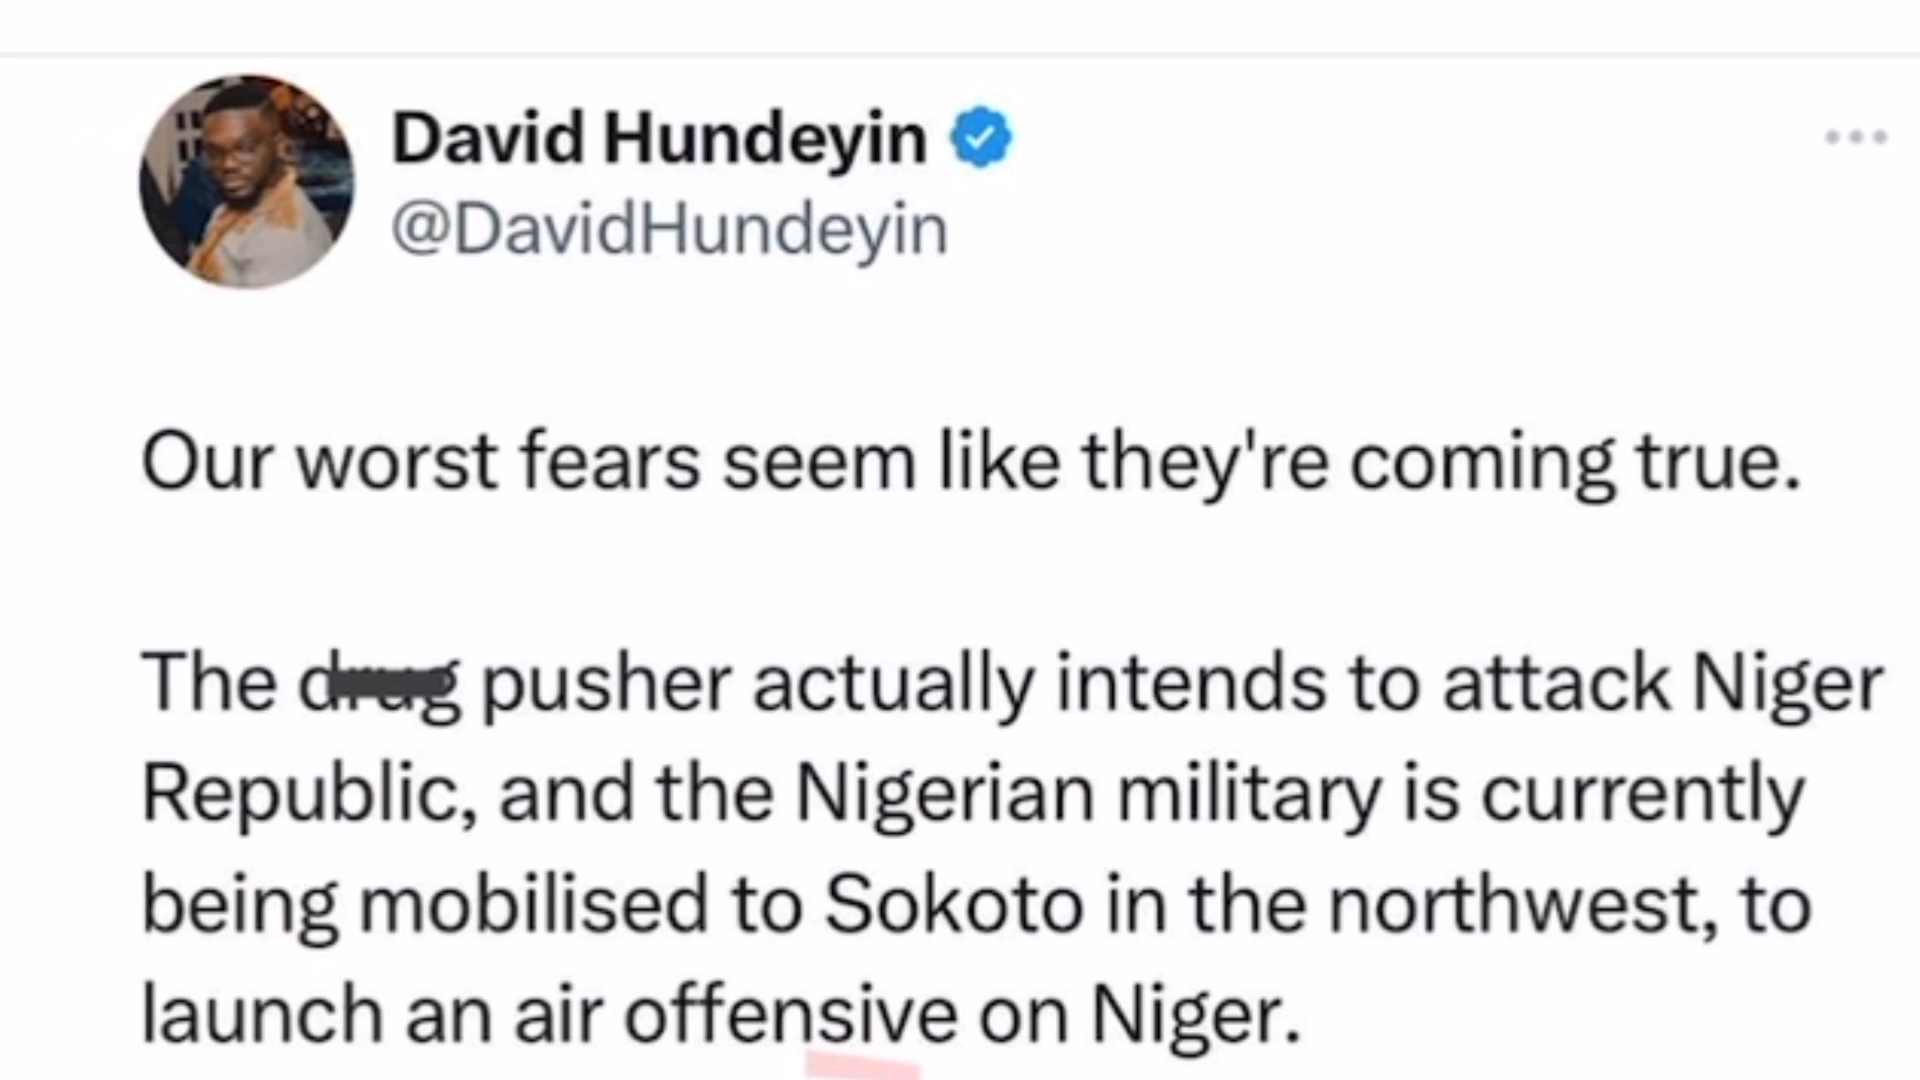 David Hundeyin
@DavidHundeyin
Our worst fears seem like they're coming true.
The drug pusher actually intends to attack Niger
Republic, and the Nigerian military is currently
being mobilised to Sokoto in the northwest, to
launch an air offensive on Niger.